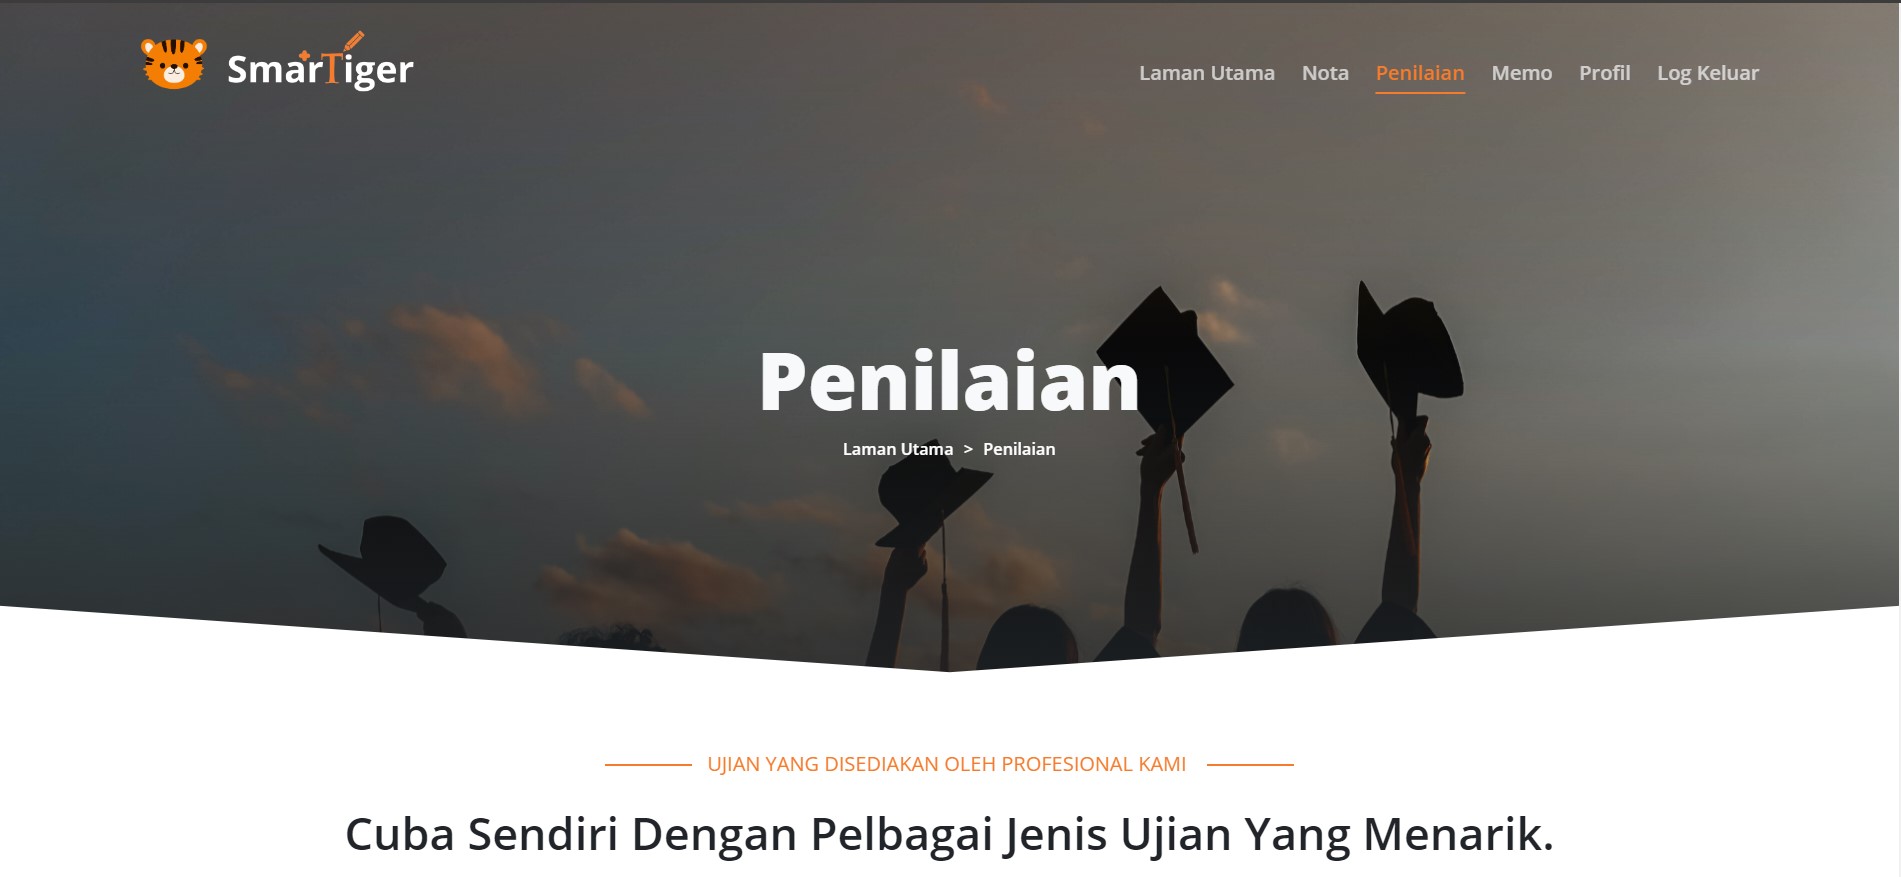 SmarTiger
Laman Utama Nota Penilaian Memo Profil Log Keluar
Penilaian
Laman Utama > Penilaian
UJIAN YANG DISEDIAKAN OLEH PROFESIONAL KAMI
Cuba Sendiri Dengan Pelbagai Jenis Ujian Yang Menarik.